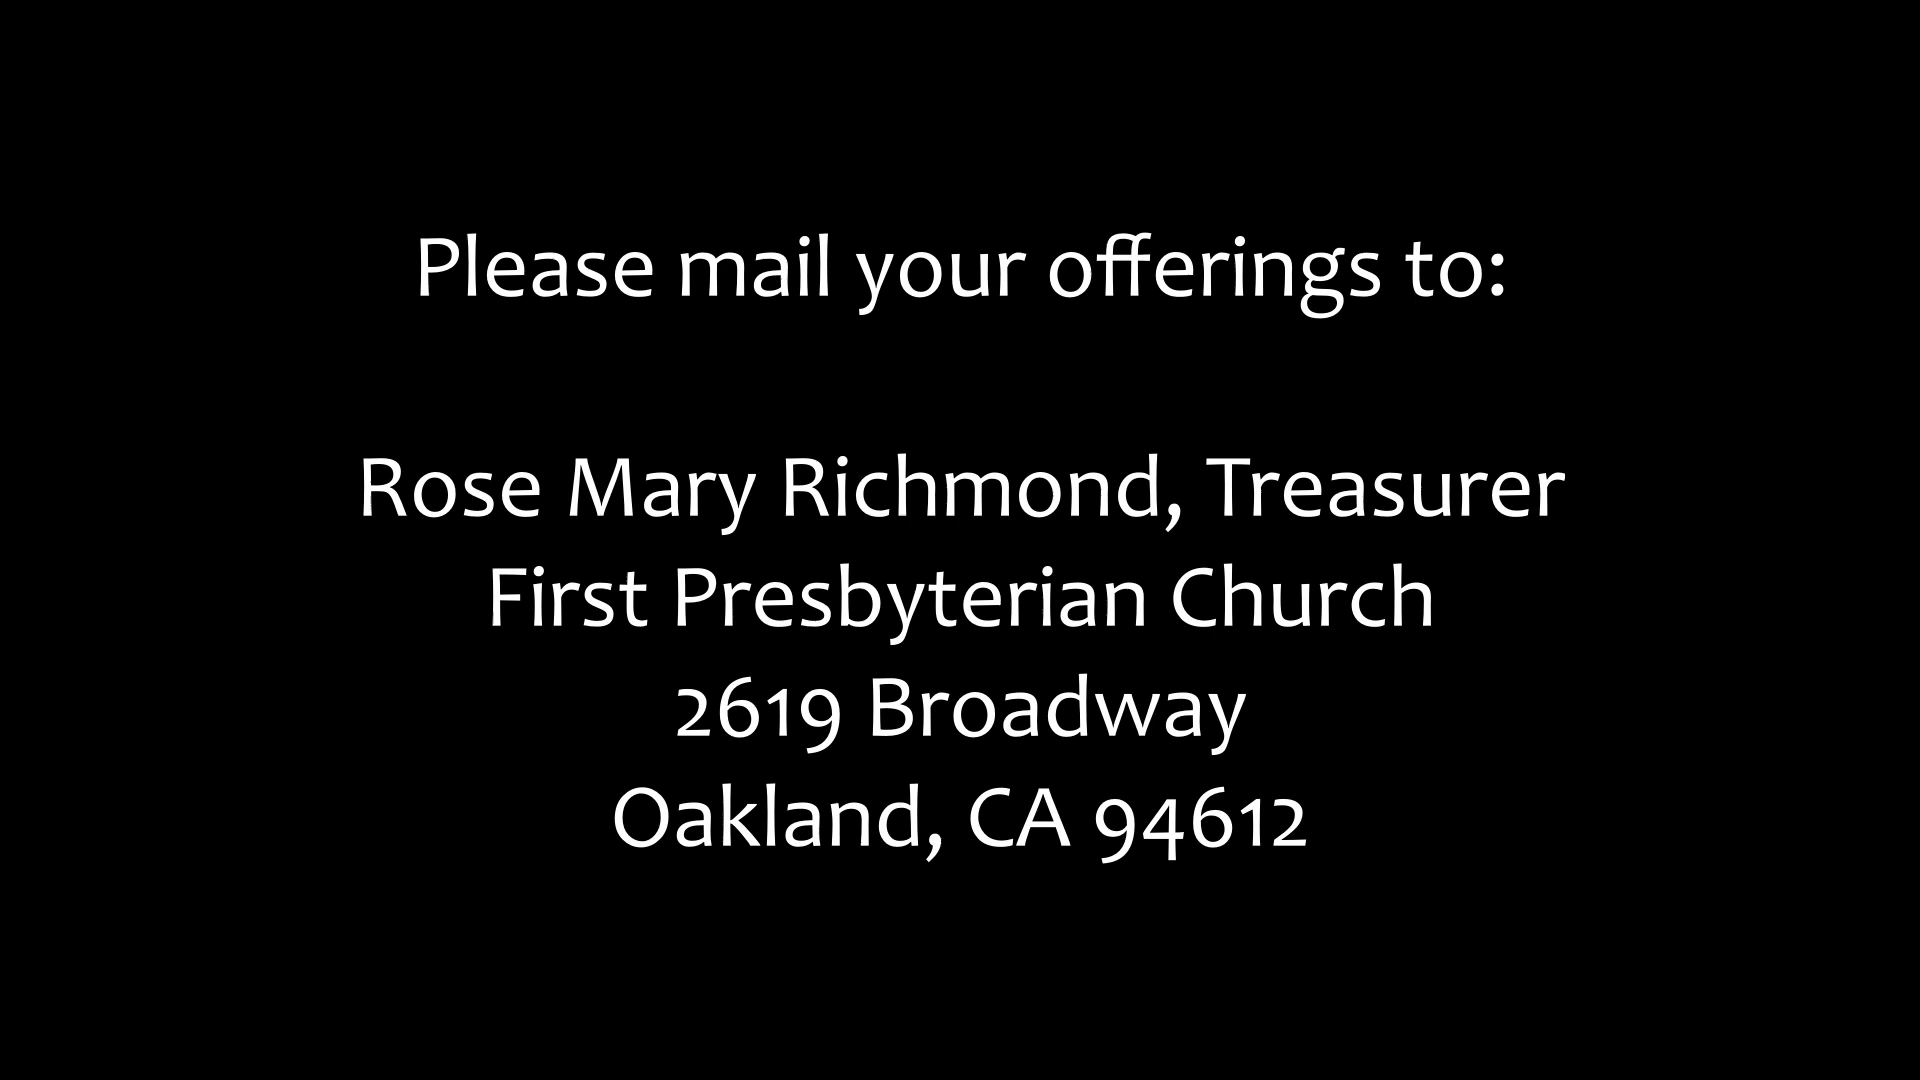 Please mail your offerings to:
Rose Mary Richmond, Treasurer
First Presbyterian Church
2619 Broadway
Oakland, CA 94612